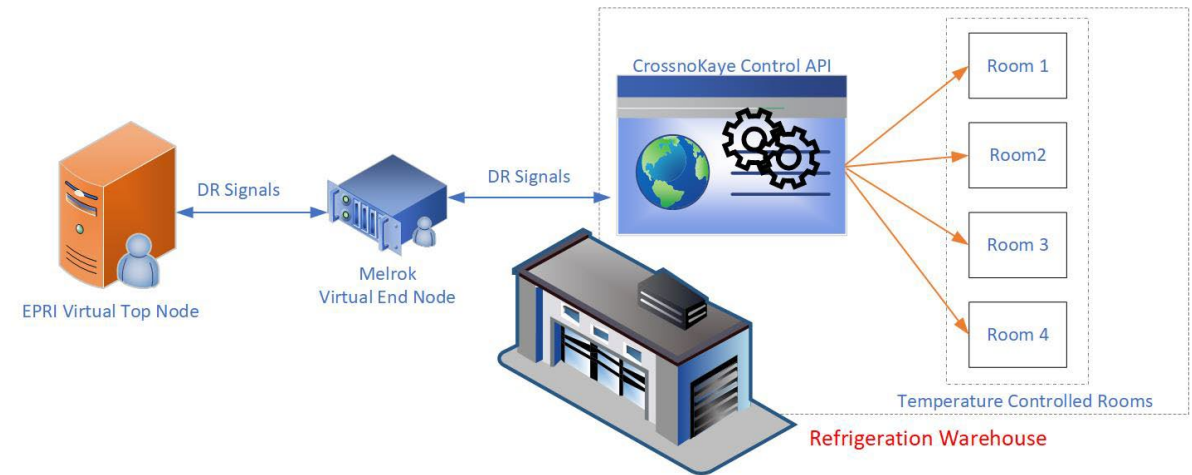 CrossnoKaye Control API
Room 1
Room2
Room 3
Room 4
DR Signals
DR Signals
EPRI Virtual Top Node
Melrok
Virtual End Node
Temperature Controlled Rooms
Refrigeration Warehouse